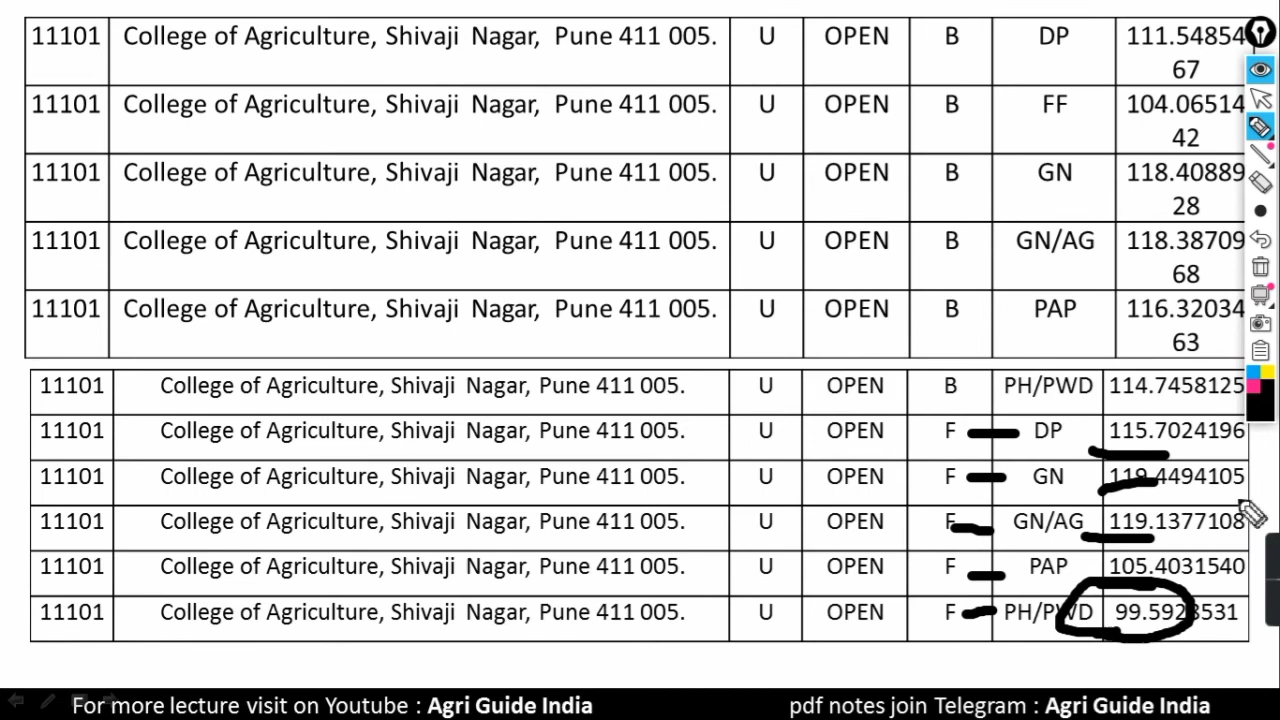 11101 College of Agriculture, Shivaji Nagar, Pune 411 005. U OPEN B DP 111.54854
67
11101 College of Agriculture, Shivaji Nagar, Pune 411 005. U OPEN B FF 104.06514
42
11101 College of Agriculture, Shivaji Nagar, Pune 411 005. U OPEN B GN 118.40889
28
11101 College of Agriculture, Shivaji Nagar, Pune 411 005. U OPEN B GN/AG 118.38709
68
11101 College of Agriculture, Shivaji Nagar, Pune 411 005. U OPEN B PAP 116.32034
63
11101 College of Agriculture, Shivaji Nagar, Pune 411 005. U OPEN B PH/PWD 114.7458125
11101 College of Agriculture, Shivaji Nagar, Pune 411 005. U OPEN F DP 115.7024196
11101 College of Agriculture, Shivaji Nagar, Pune 411 005. U OPEN F GN 119.4494105
11101 College of Agriculture, Shivaji Nagar, Pune 411 005. U OPEN F GN/AG 119.1377108
11101 College of Agriculture, Shivaji Nagar, Pune 411 005. U OPEN F PAP 105.4031540
11101 College of Agriculture, Shivaji Nagar, Pune 411 005. U OPEN F PH/PWD 99.5923531
For more lecture visit on Youtube : Agri Guide India pdf notes join Telegram : Agri Guide India